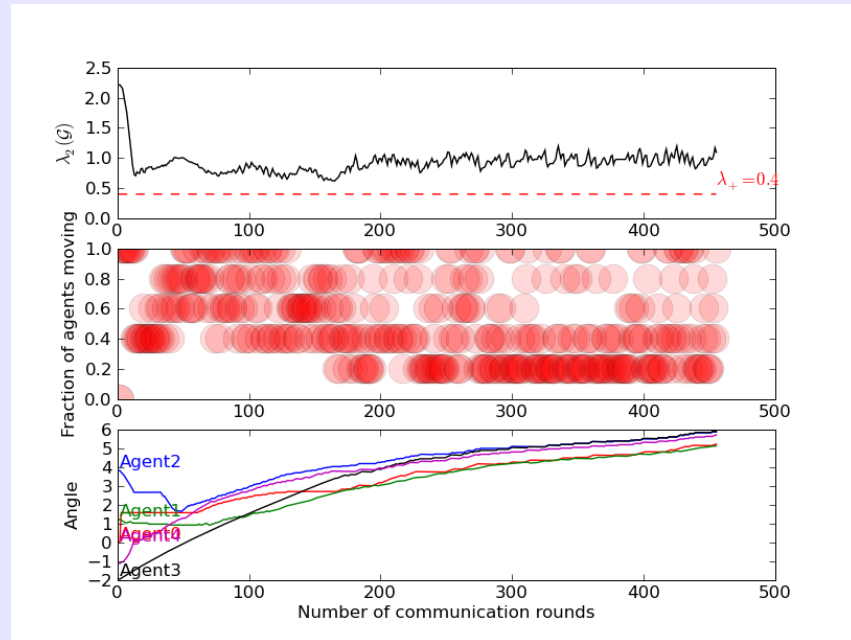 2.5
2.0
1.5
1.0
0.5
0.0
λ₂(𝒢)
λ₊ = 0.4
0 100 200 300 400 500
1.0
0.8
0.6
0.4
0.2
0.0
Fraction of agents moving
0 100 200 300 400 500
6
5
4
3
2
1
0
−1
−2
Angle
Agent2
Agent1
Agent4
Agent3
0 100 200 300 400 500
Number of communication rounds